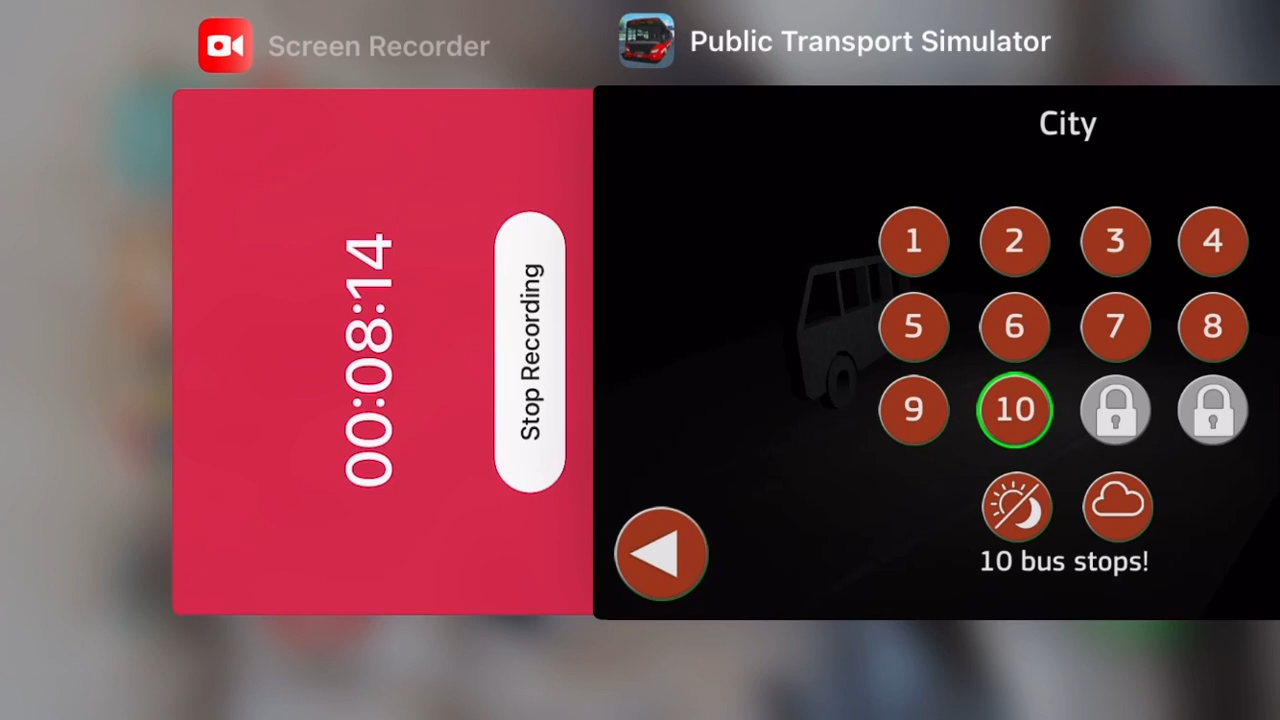 Screen Recorder
Public Transport Simulator
00:08:14
Stop Recording
City
1 2 3 4
5 6 7 8
9 10
10 bus stops!